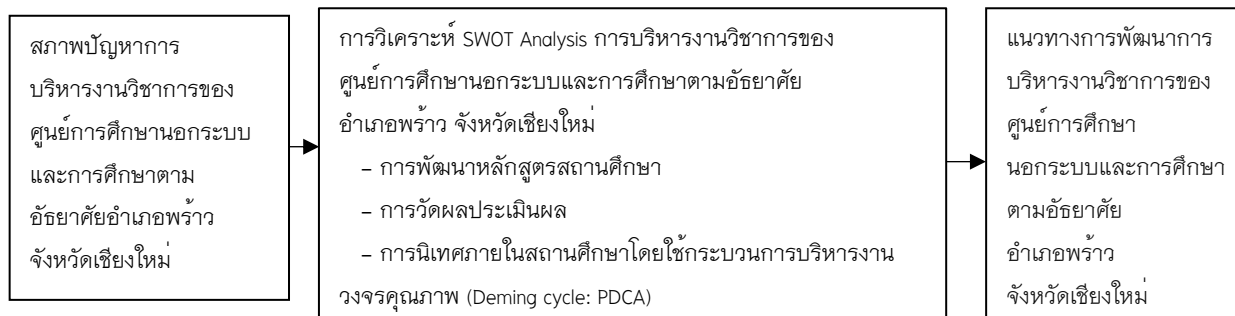 สภาพปัญหาการ
บริหารงานวิชาการของ
ศูนย์การศึกษานอกระบบ
และการศึกษาตาม
อัธยาศัยอำเภอพร้าว
จังหวัดเชียงใหม่
การวิเคราะห์ SWOT Analysis การบริหารงานวิชาการของ
ศูนย์การศึกษานอกระบบและการศึกษาตามอัธยาศัย
อำเภอพร้าว จังหวัดเชียงใหม่
– การพัฒนาหลักสูตรสถานศึกษา
– การวัดผลประเมินผล
– การนิเทศภายในสถานศึกษาโดยใช้กระบวนการบริหารงาน
วงจรคุณภาพ (Deming cycle: PDCA)
แนวทางการพัฒนาการ
บริหารงานวิชาการของ
ศูนย์การศึกษา
นอกระบบและการศึกษา
ตามอัธยาศัย
อำเภอพร้าว
จังหวัดเชียงใหม่